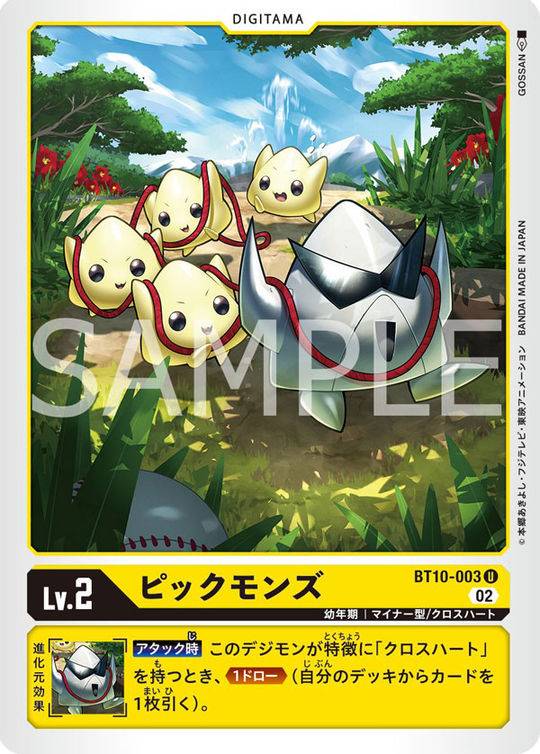 DIGITAMA
GOSSAN
BANDAI MADE IN JAPAN
© 本郷あきよし・フジテレビ・東映アニメーション
SAMPLE
Lv.2
ピックモンズ
BT10-003 U
02
幼年期 | マイナー型/クロスハート
進化元効果
アタック時 このデジモンが特徴に「クロスハート」
を持つとき、1ドロー（自分のデッキからカードを
1枚引く）。